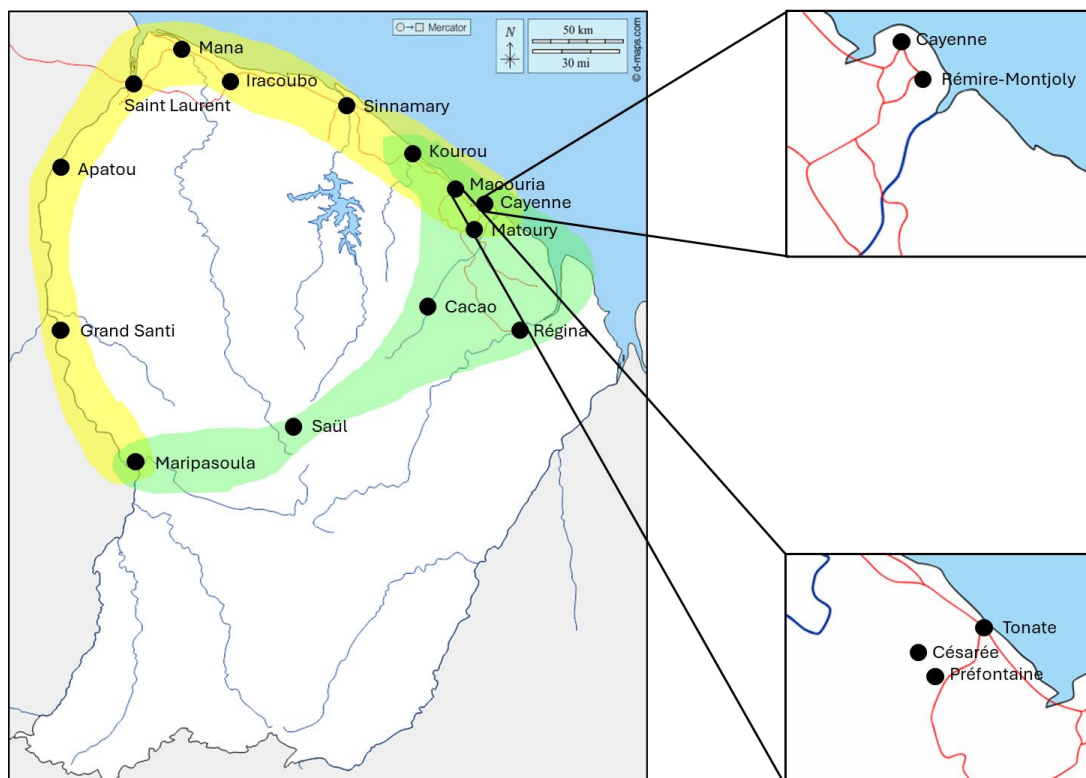 Mercator
N
50 km
30 mi
© d-maps.com
Mana
Iracoubo
Saint Laurent
Sinnamary
Kourou
Apatou
Macouria
Cayenne
Matoury
Cacao
Grand Santi
Régina
Saül
Maripasoula
Cayenne
Rémire-Montjoly
Tonate
Césarée
Préfontaine